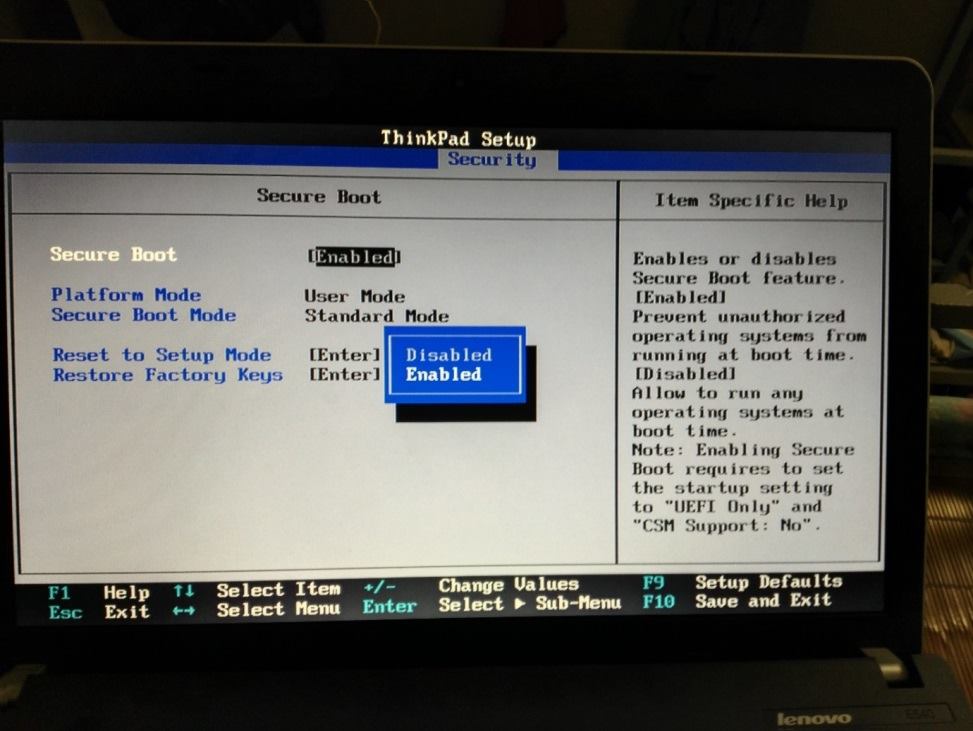 ThinkPad Setup
Security
Secure Boot
Secure Boot [Enabled]
Platform Mode User Mode
Secure Boot Mode Standard Mode
Reset to Setup Mode [Enter]
Restore Factory Keys [Enter]
Disabled
Enabled
Item Specific Help
Enables or disables
Secure Boot feature.
[Enabled]
Prevent unauthorized
operating systems from
running at boot time.
[Disabled]
Allow to run any
operating systems at
boot time.
Note: Enabling Secure
Boot requires to set
the startup setting
to "UEFI Only" and
"CSM Support: No".
F1 Help ↑↓ Select Item +/- Change Values F9 Setup Defaults
Esc Exit ←→ Select Menu Enter Select ▶ Sub-Menu F10 Save and Exit
lenovo E540